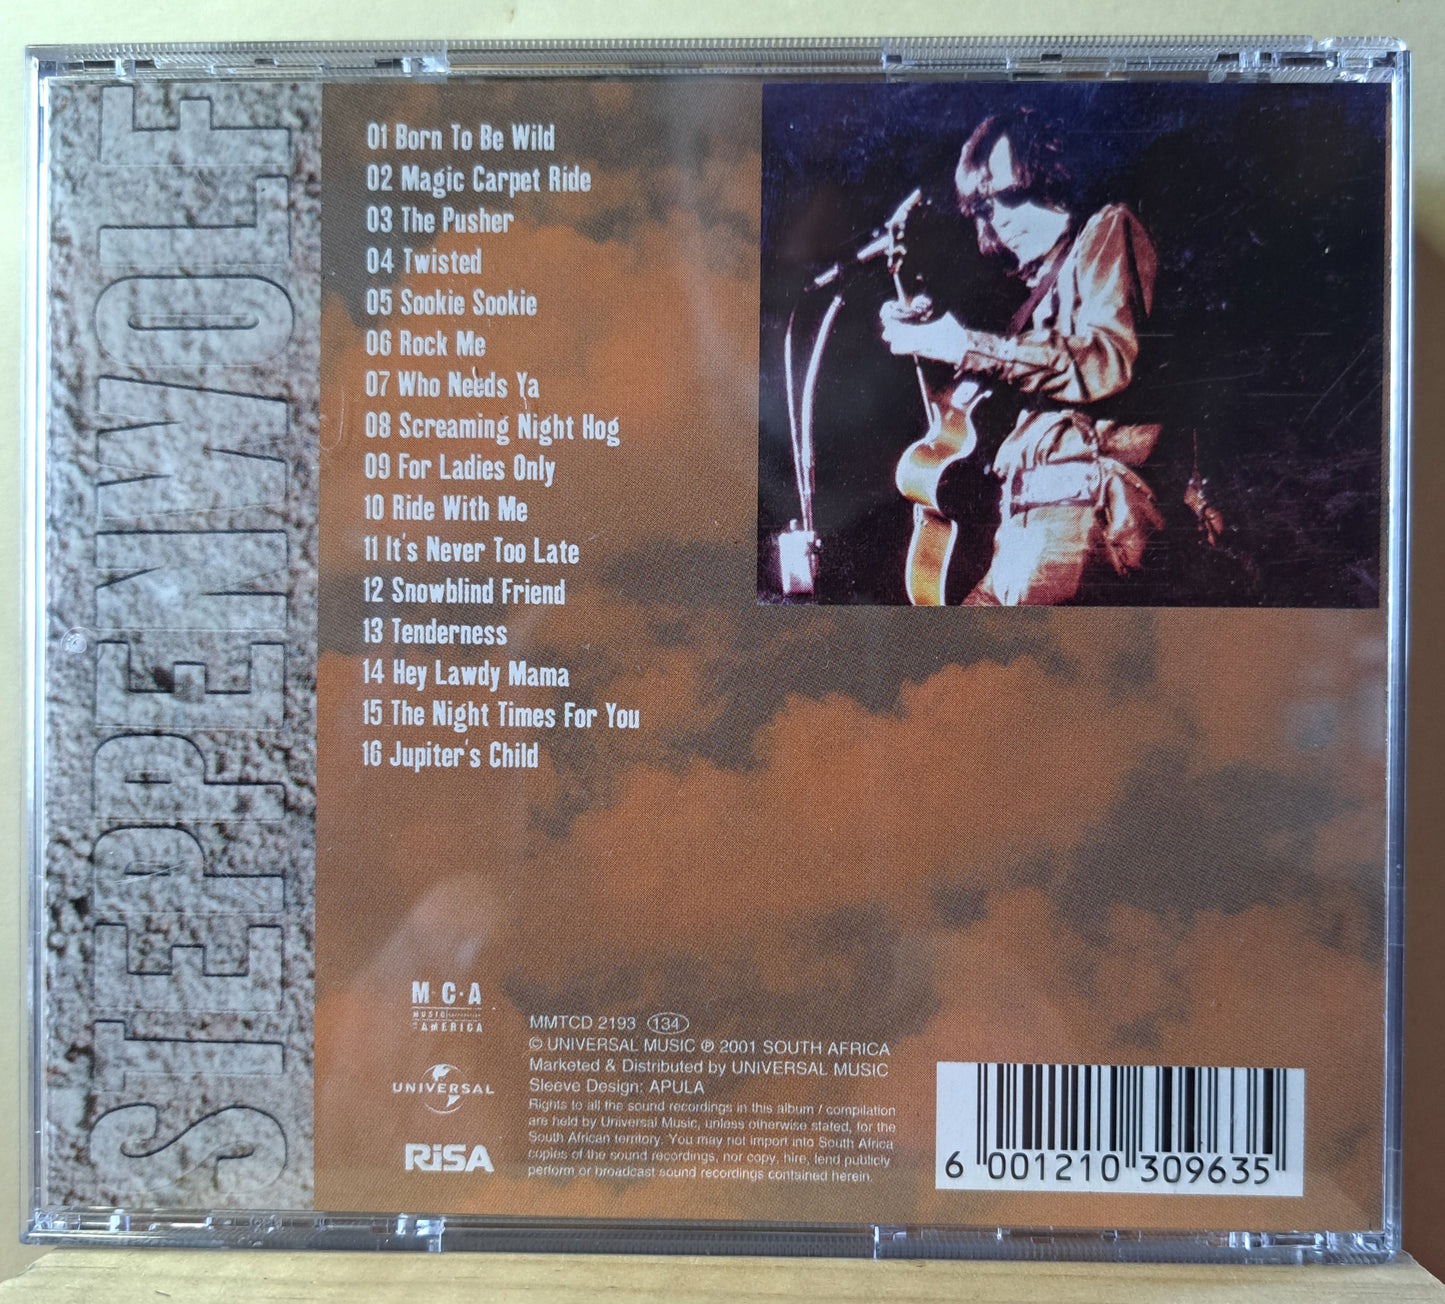 STEPPENWOLF
01 Born To Be Wild
02 Magic Carpet Ride
03 The Pusher
04 Twisted
05 Sookie Sookie
06 Rock Me
07 Who Needs Ya
08 Screaming Night Hog
09 For Ladies Only
10 Ride With Me
11 It's Never Too Late
12 Snowblind Friend
13 Tenderness
14 Hey Lawdy Mama
15 The Night Times For You
16 Jupiter's Child
M·C·A
MUSIC
AMERICA
UNIVERSAL
RiSA
MMTCD 2193 134
© UNIVERSAL MUSIC ℗ 2001 SOUTH AFRICA
Marketed & Distributed by UNIVERSAL MUSIC
Sleeve Design: APULA
Rights to all the sound recordings in this album / compilation
are held by Universal Music, unless otherwise stated, for the
South African territory. You may not import into South Africa
copies of the sound recordings, nor copy, hire, lend publicly
perform or broadcast sound recordings contained herein.
6 001210 309635